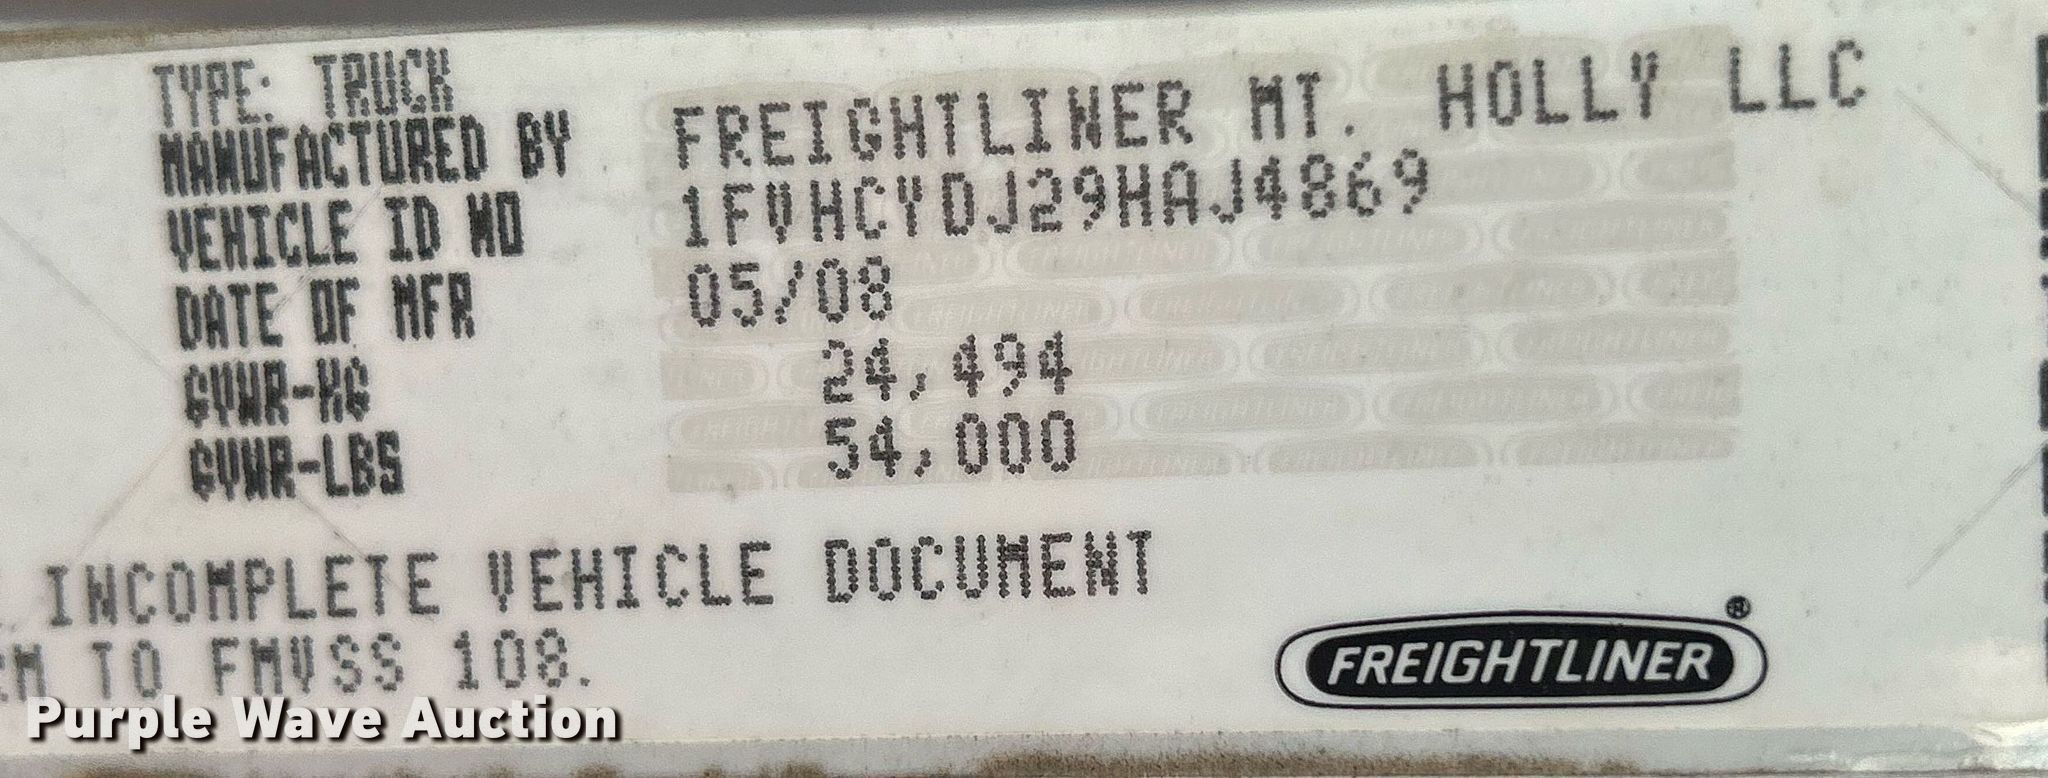 TYPE: TRUCK
MANUFACTURED BY FREIGHTLINER MT. HOLLY LLC
VEHICLE ID NO 1FVHCYDJ29HAJ4869
DATE OF MFR 05/08
GVWR-KG 24,494
GVWR-LBS 54,000
INCOMPLETE VEHICLE DOCUMENT
TO FMVSS 108.
FREIGHTLINER®
Purple Wave Auction